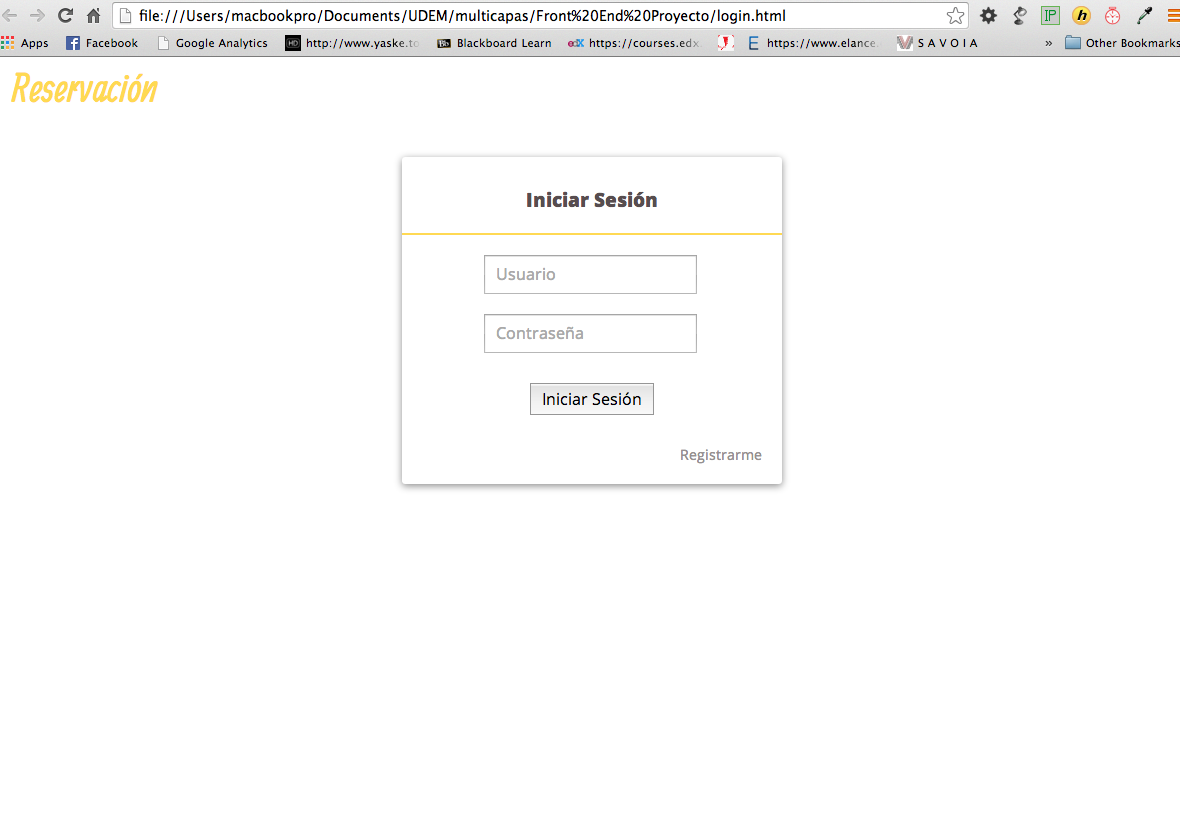 file:///Users/macbookpro/Documents/UDEM/multicapas/Front%20End%20Proyecto/login.html
Apps Facebook Google Analytics http://www.yaske.to Blackboard Learn https://courses.edx https://www.elance. S A V O I A » Other Bookmarks
Reservación
Iniciar Sesión
Usuario
Contraseña
Iniciar Sesión
Registrarme